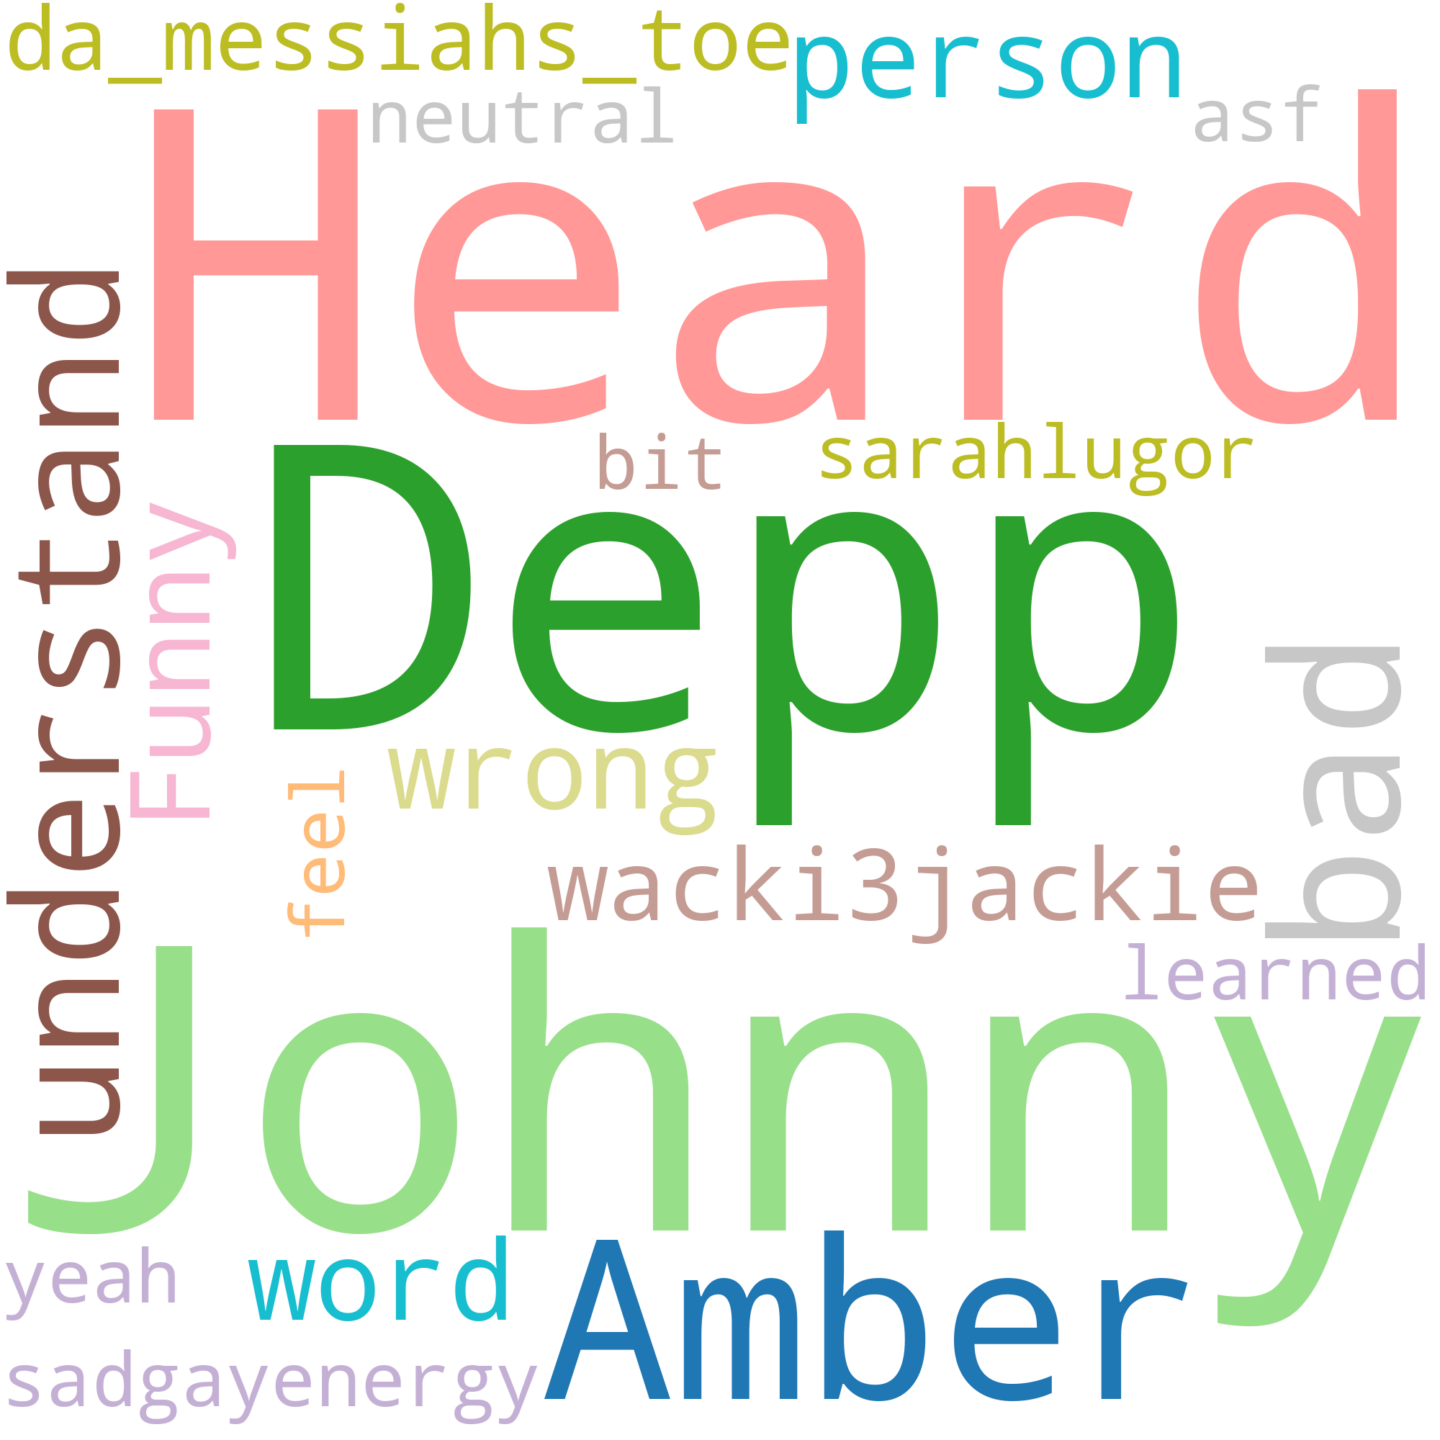 da_messiahs_toe
person
neutral
asf
Heard
understand
Funny
bit
sarahlugor
Depp
bad
wrong
feel
wacki3jackie
learned
Johnny
yeah
word
Amber
sadgayenergy